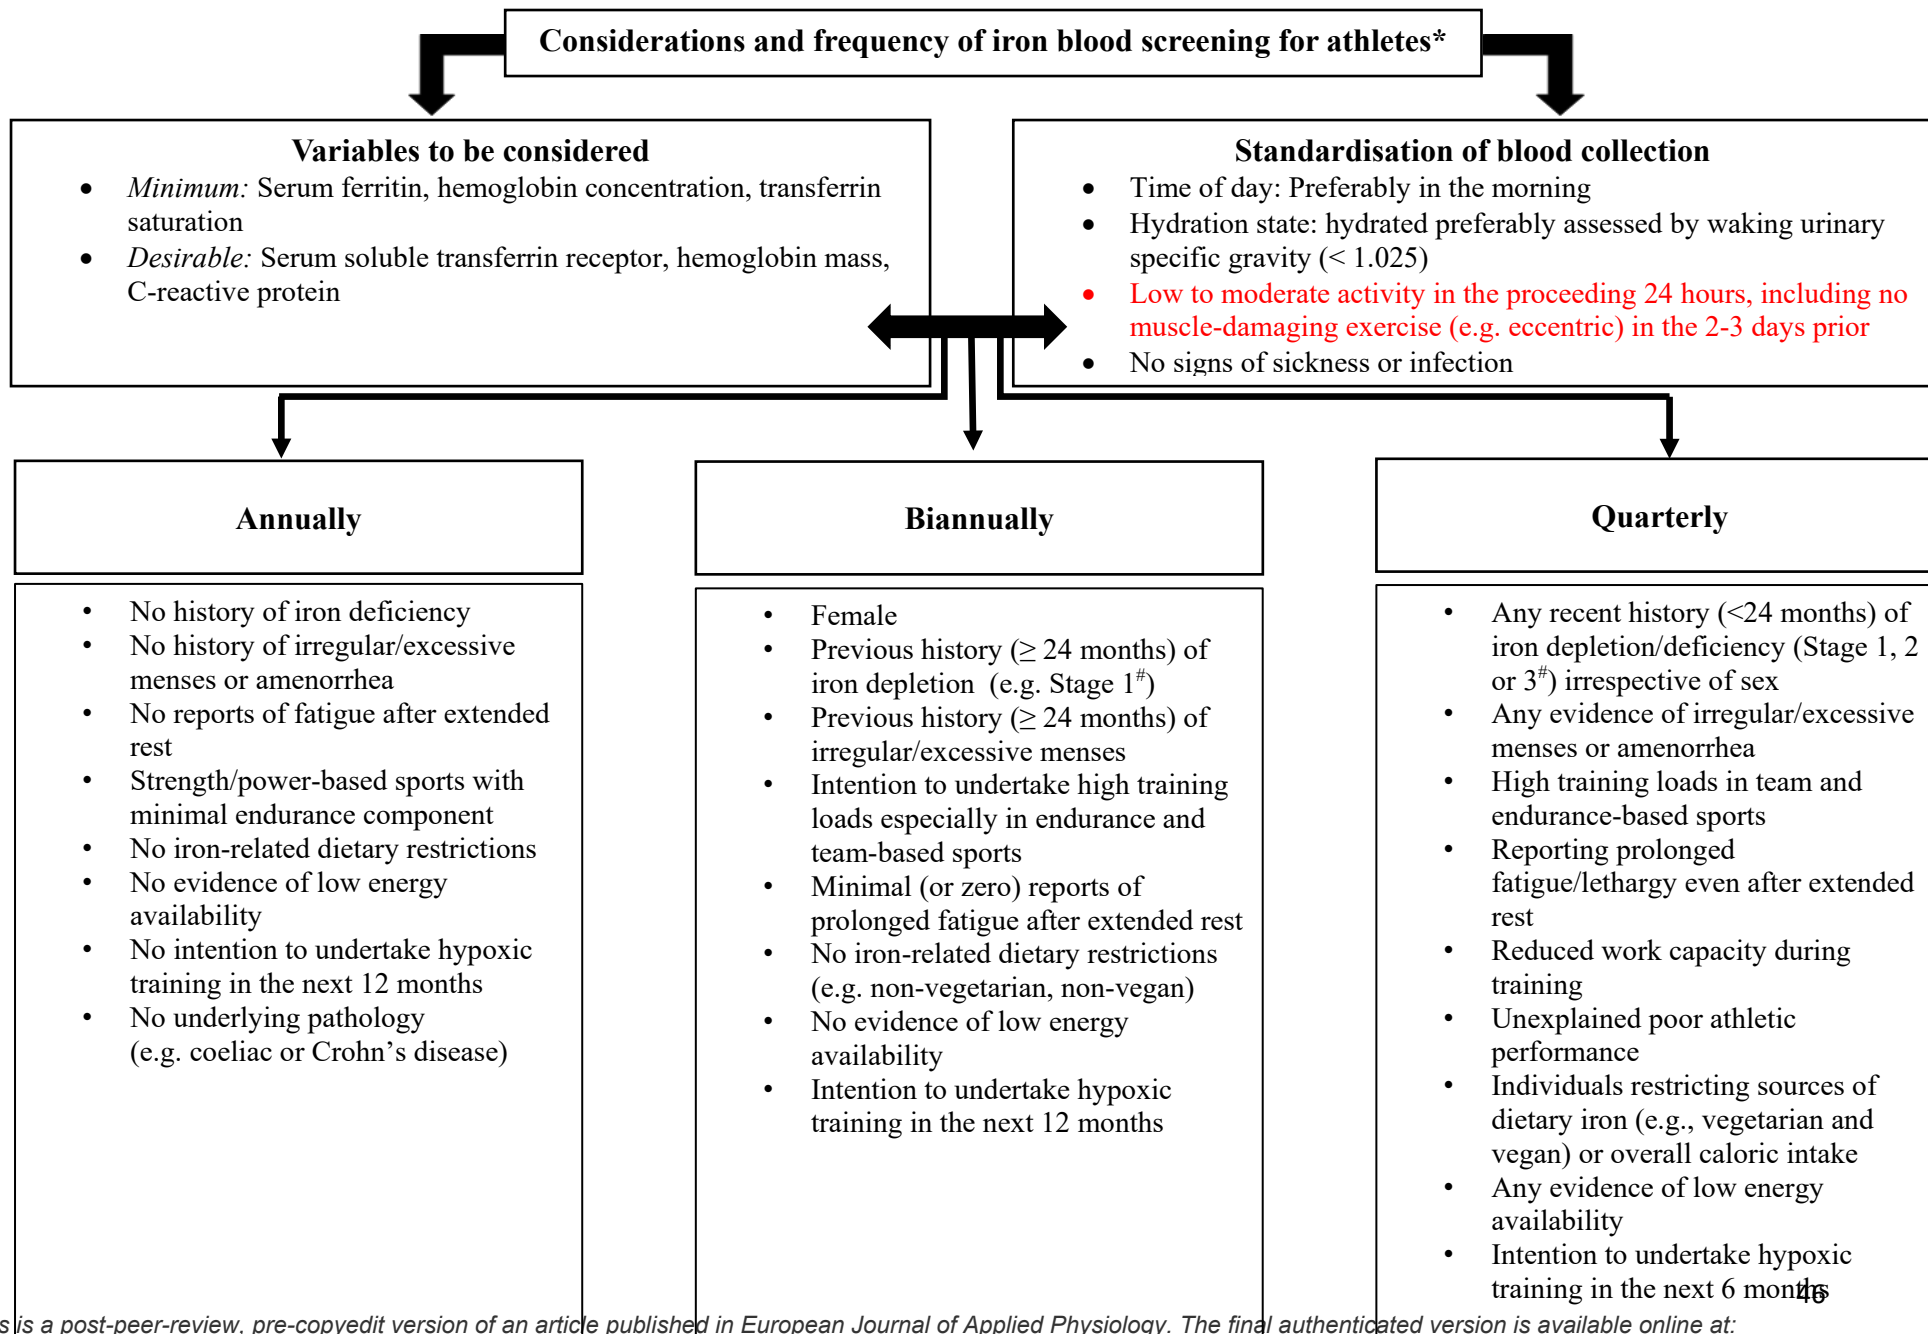 Considerations and frequency of iron blood screening for athletes*
Variables to be considered
• Minimum: Serum ferritin, hemoglobin concentration, transferrin
saturation
• Desirable: Serum soluble transferrin receptor, hemoglobin mass,
C-reactive protein
Standardisation of blood collection
• Time of day: Preferably in the morning
• Hydration state: hydrated preferably assessed by waking urinary
specific gravity (< 1.025)
• Low to moderate activity in the proceeding 24 hours, including no
muscle-damaging exercise (e.g. eccentric) in the 2-3 days prior
• No signs of sickness or infection
Annually
• No history of iron deficiency
• No history of irregular/excessive
menses or amenorrhea
• No reports of fatigue after extended
rest
• Strength/power-based sports with
minimal endurance component
• No iron-related dietary restrictions
• No evidence of low energy
availability
• No intention to undertake hypoxic
training in the next 12 months
• No underlying pathology
(e.g. coeliac or Crohn’s disease)
Biannually
• Female
• Previous history (≥ 24 months) of
iron depletion (e.g. Stage 1#)
• Previous history (≥ 24 months) of
irregular/excessive menses
• Intention to undertake high training
loads especially in endurance and
team-based sports
• Minimal (or zero) reports of
prolonged fatigue after extended rest
• No iron-related dietary restrictions
(e.g. non-vegetarian, non-vegan)
• No evidence of low energy
availability
• Intention to undertake hypoxic
training in the next 12 months
Quarterly
• Any recent history (<24 months) of
iron depletion/deficiency (Stage 1, 2
or 3#) irrespective of sex
• Any evidence of irregular/excessive
menses or amenorrhea
• High training loads in team and
endurance-based sports
• Reporting prolonged
fatigue/lethargy even after extended
rest
• Reduced work capacity during
training
• Unexplained poor athletic
performance
• Individuals restricting sources of
dietary iron (e.g., vegetarian and
vegan) or overall caloric intake
• Any evidence of low energy
availability
• Intention to undertake hypoxic
training in the next 6 months
46
s is a post-peer-review, pre-copyedit version of an article published in European Journal of Applied Physiology. The final authenticated version is available online at: